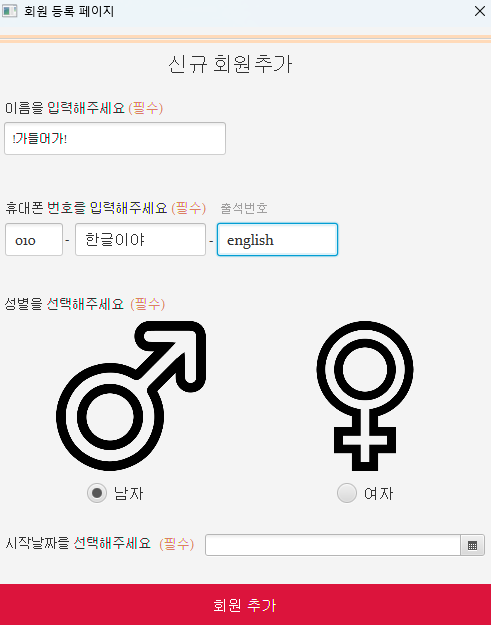 회원 등록 페이지
신규 회원추가
이름을 입력해주세요 (필수)
!가들어가!
휴대폰 번호를 입력해주세요 (필수) 출석번호
010 - 한글이야 - english
성별을 선택해주세요 (필수)
남자 여자
시작날짜를 선택해주세요 (필수)
회원 추가